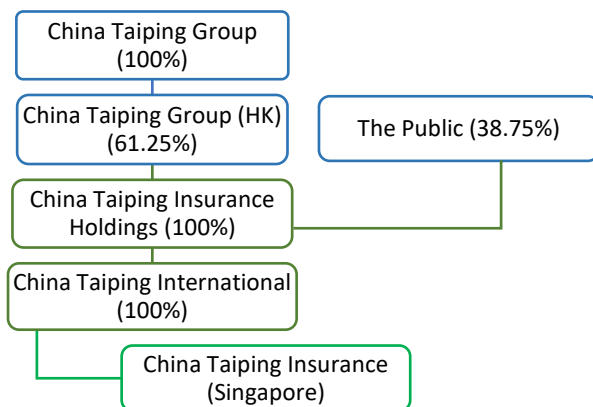 China Taiping Group
(100%)
China Taiping Group (HK)
(61.25%)
The Public (38.75%)
China Taiping Insurance
Holdings (100%)
China Taiping International
(100%)
China Taiping Insurance
(Singapore)